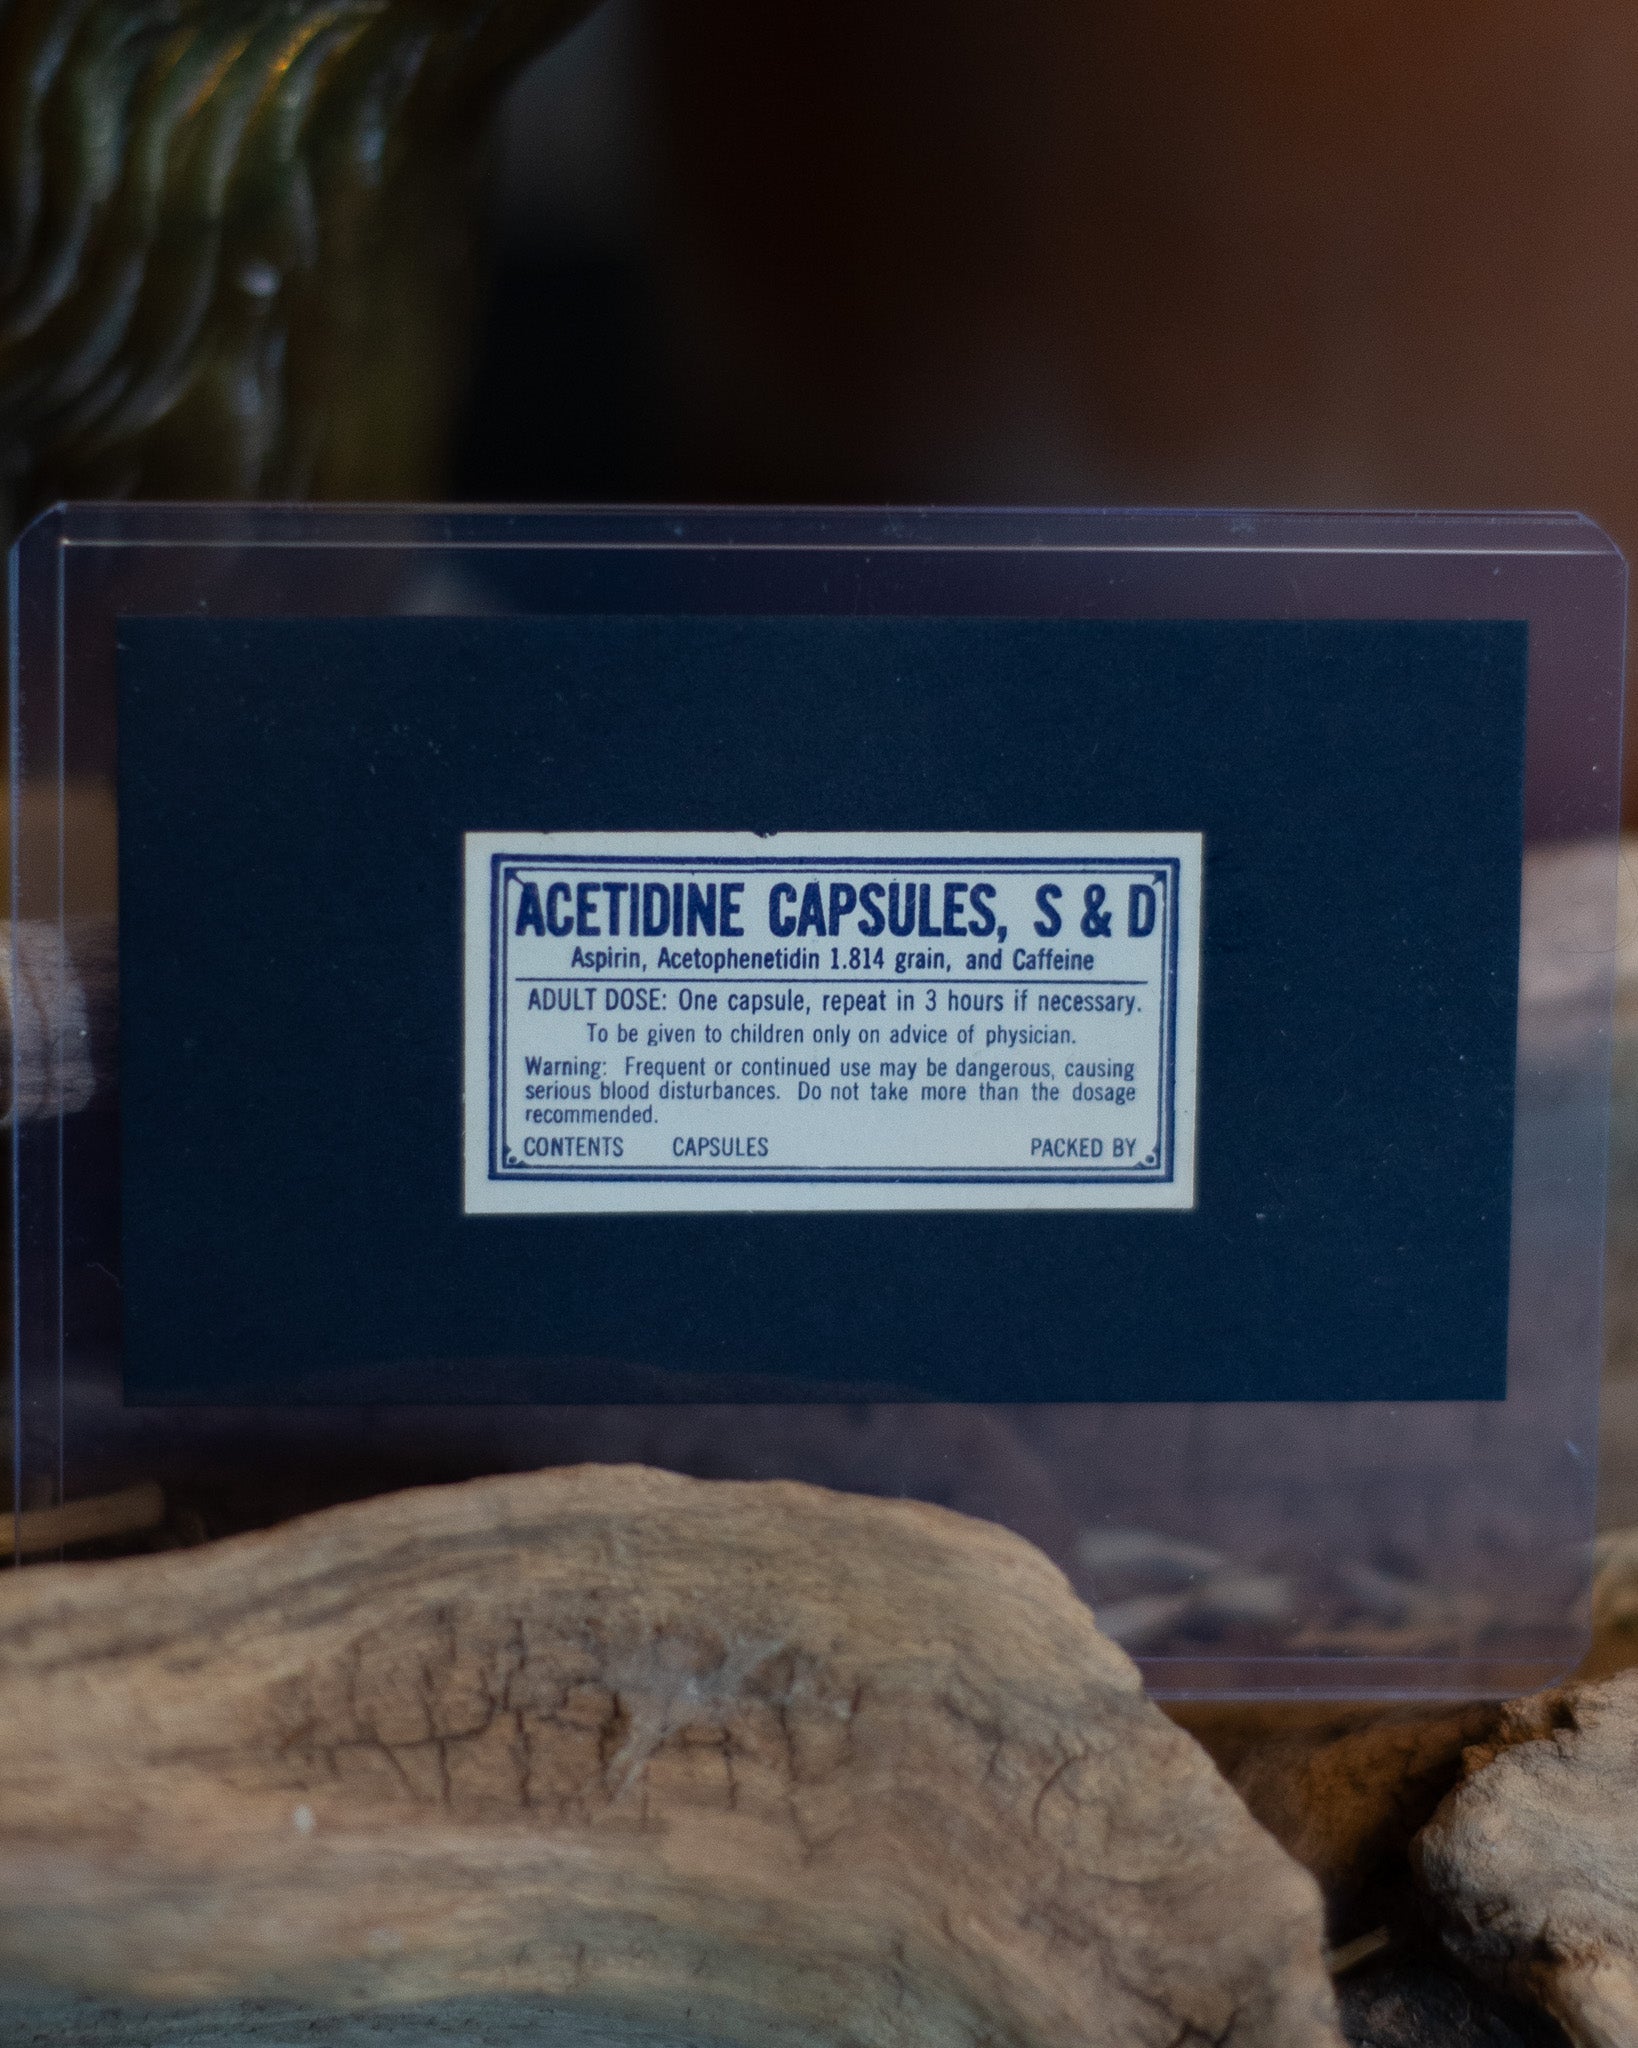 ACETIDINE CAPSULES, S & D
Aspirin, Acetophenetidin 1.814 grain, and Caffeine
ADULT DOSE: One capsule, repeat in 3 hours if necessary.
To be given to children only on advice of physician.
Warning: Frequent or continued use may be dangerous, causing
serious blood disturbances. Do not take more than the dosage
recommended.
CONTENTS CAPSULES PACKED BY